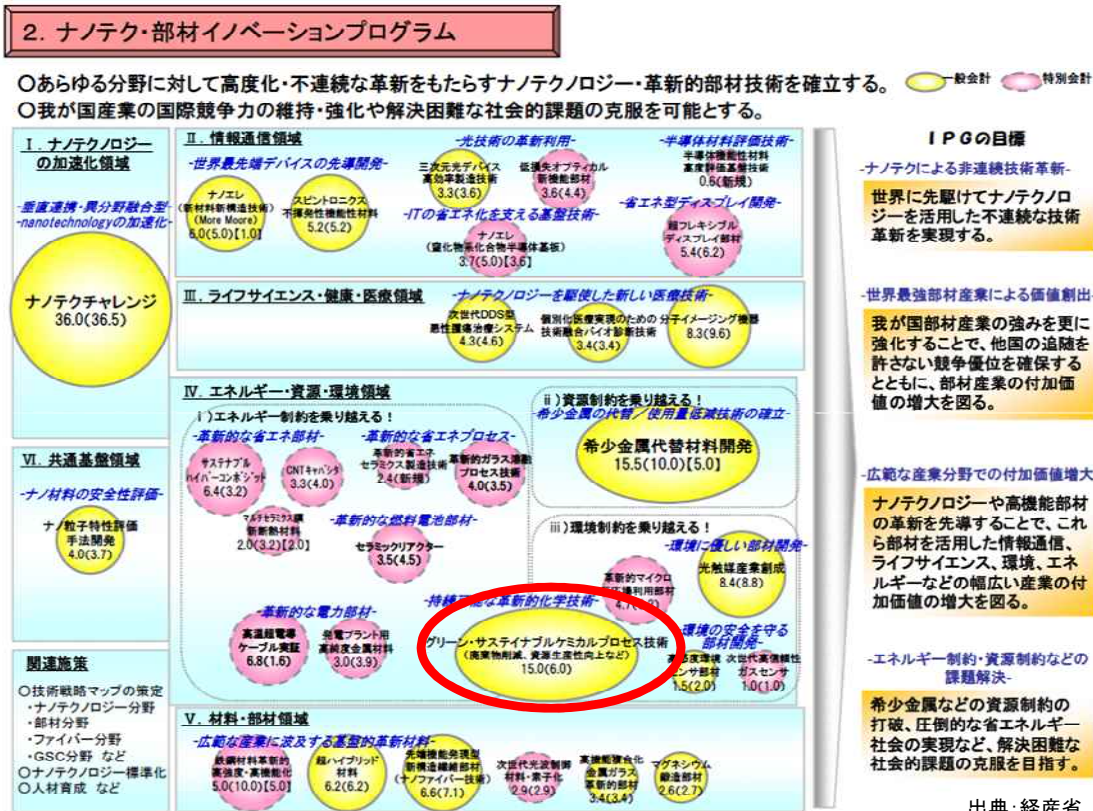 2. ナノテク・部材イノベーションプログラム
○あらゆる分野に対して高度化・不連続な革新をもたらすナノテクノロジー・革新的部材技術を確立する。
一般会計
特別会計
○我が国産業の国際競争力の維持・強化や解決困難な社会的課題の克服を可能とする。
Ⅰ. ナノテクノロジー
の加速化領域
-垂直連携・異分野融合型-
-nanotechnologyの加速化-
ナノテクチャレンジ
36.0(36.5)
Ⅵ. 共通基盤領域
-ナノ材料の安全性評価-
ナノ粒子特性評価
手法開発
4.0(3.7)
関連施策
○技術戦略マップの策定
・ナノテクノロジー分野
・部材分野
・ファイバー分野
・GSC分野 など
○ナノテクノロジー標準化
○人材育成 など
Ⅱ. 情報通信領域
-世界最先端デバイスの先導開発-
ナノエレ
(新材料新構造技術)
(More Moore)
6.0(5.0)【1.0】
スピントロニクス
不揮発性機能性材料
5.2(5.2)
-光技術の革新利用-
三次元光デバイス
高効率製造技術
3.3(3.6)
低損失オプティカル
新機能部材
3.6(4.4)
-ITの省エネ化を支える基盤技術-
ナノエレ
(窒化物系化合物半導体基板)
3.7(5.0)【3.6】
-半導体材料評価技術-
半導体機能性材料
高度評価基盤技術
0.6(新規)
-省エネ型ディスプレイ開発-
超フレキシブル
ディスプレイ部材
5.4(6.2)
Ⅲ. ライフサイエンス・健康・医療領域
-ナノテクノロジーを駆使した新しい医療技術-
次世代DDS型
悪性腫瘍治療システム
4.3(4.6)
個別化医療実現のための
技術融合バイオ診断技術
3.4(3.4)
分子イメージング機器
8.3(9.6)
Ⅳ. エネルギー・資源・環境領域
ⅰ)エネルギー制約を乗り越える!
-革新的な省エネ部材-
サステナブル
ハイパーコンポジット
6.4(3.2)
CNTキャパシタ
3.3(4.0)
マルチセラミックス膜
新断熱材料
2.0(3.2)【2.0】
-革新的な省エネプロセス-
革新的省エネ
セラミクス製造技術
2.4(新規)
革新的ガラス溶融
プロセス技術
4.0(3.5)
-革新的な燃料電池部材-
セラミックリアクター
3.5(4.5)
-革新的な電力部材-
高温超電導
ケーブル実証
6.8(1.6)
発電プラント用
高純度金属材料
3.0(3.9)
ⅱ)資源制約を乗り越える!
-希少金属の代替/使用量低減技術の確立-
希少金属代替材料開発
15.5(10.0)【5.0】
ⅲ)環境制約を乗り越える!
-環境に優しい部材開発-
光触媒産業創成
8.4(8.8)
革新的マイクロ
-持続可能な革新的化学技術-
グリーン・サステイナブルケミカルプロセス技術
(廃棄物削減、資源生産性向上など)
15.0(6.0)
-環境の安全を守る
部材開発-
高感度環境
センサ部材
1.5(2.0)
次世代高信頼性
ガスセンサ
1.0(1.0)
Ⅴ. 材料・部材領域
-広範な産業に波及する基盤的革新材料-
鉄鋼材料革新的
高強度・高機能化
5.0(10.0)【5.0】
超ハイブリッド
材料
6.2(6.2)
先端機能発現型
新構造繊維部材
(ナノファイバー技術)
6.6(7.1)
次世代光波制御
材料・素子化
2.9(2.9)
高機能複合化
金属ガラス
革新的部材
3.4(3.4)
マグネシウム
鍛造部材
2.6(2.7)
IPGの目標
-ナノテクによる非連続技術革新-
世界に先駆けてナノテクノロ
ジーを活用した不連続な技術
革新を実現する。
-世界最強部材産業による価値創出-
我が国部材産業の強みを更に
強化することで、他国の追随を
許さない競争優位を確保する
とともに、部材産業の付加価
値の増大を図る。
-広範な産業分野での付加価値増大
ナノテクノロジーや高機能部材
の革新を先導することで、これ
ら部材を活用した情報通信、
ライフサイエンス、環境、エネ
ルギーなどの幅広い産業の付
加価値の増大を図る。
-エネルギー制約・資源制約などの
課題解決-
希少金属などの資源制約の
打破、圧倒的な省エネルギー
社会の実現など、解決困難な
社会的課題の克服を目指す。
出典:経産省